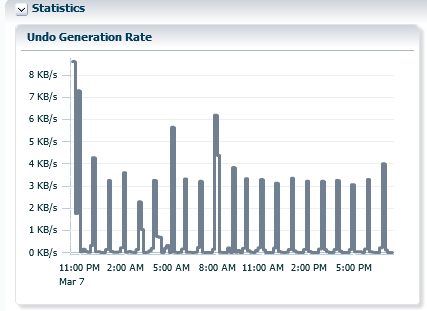 Statistics
Undo Generation Rate
8 KB/s
7 KB/s
6 KB/s
5 KB/s
4 KB/s
3 KB/s
2 KB/s
1 KB/s
0 KB/s
11:00 PM 2:00 AM 5:00 AM 8:00 AM 11:00 AM 2:00 PM 5:00 PM
Mar 7